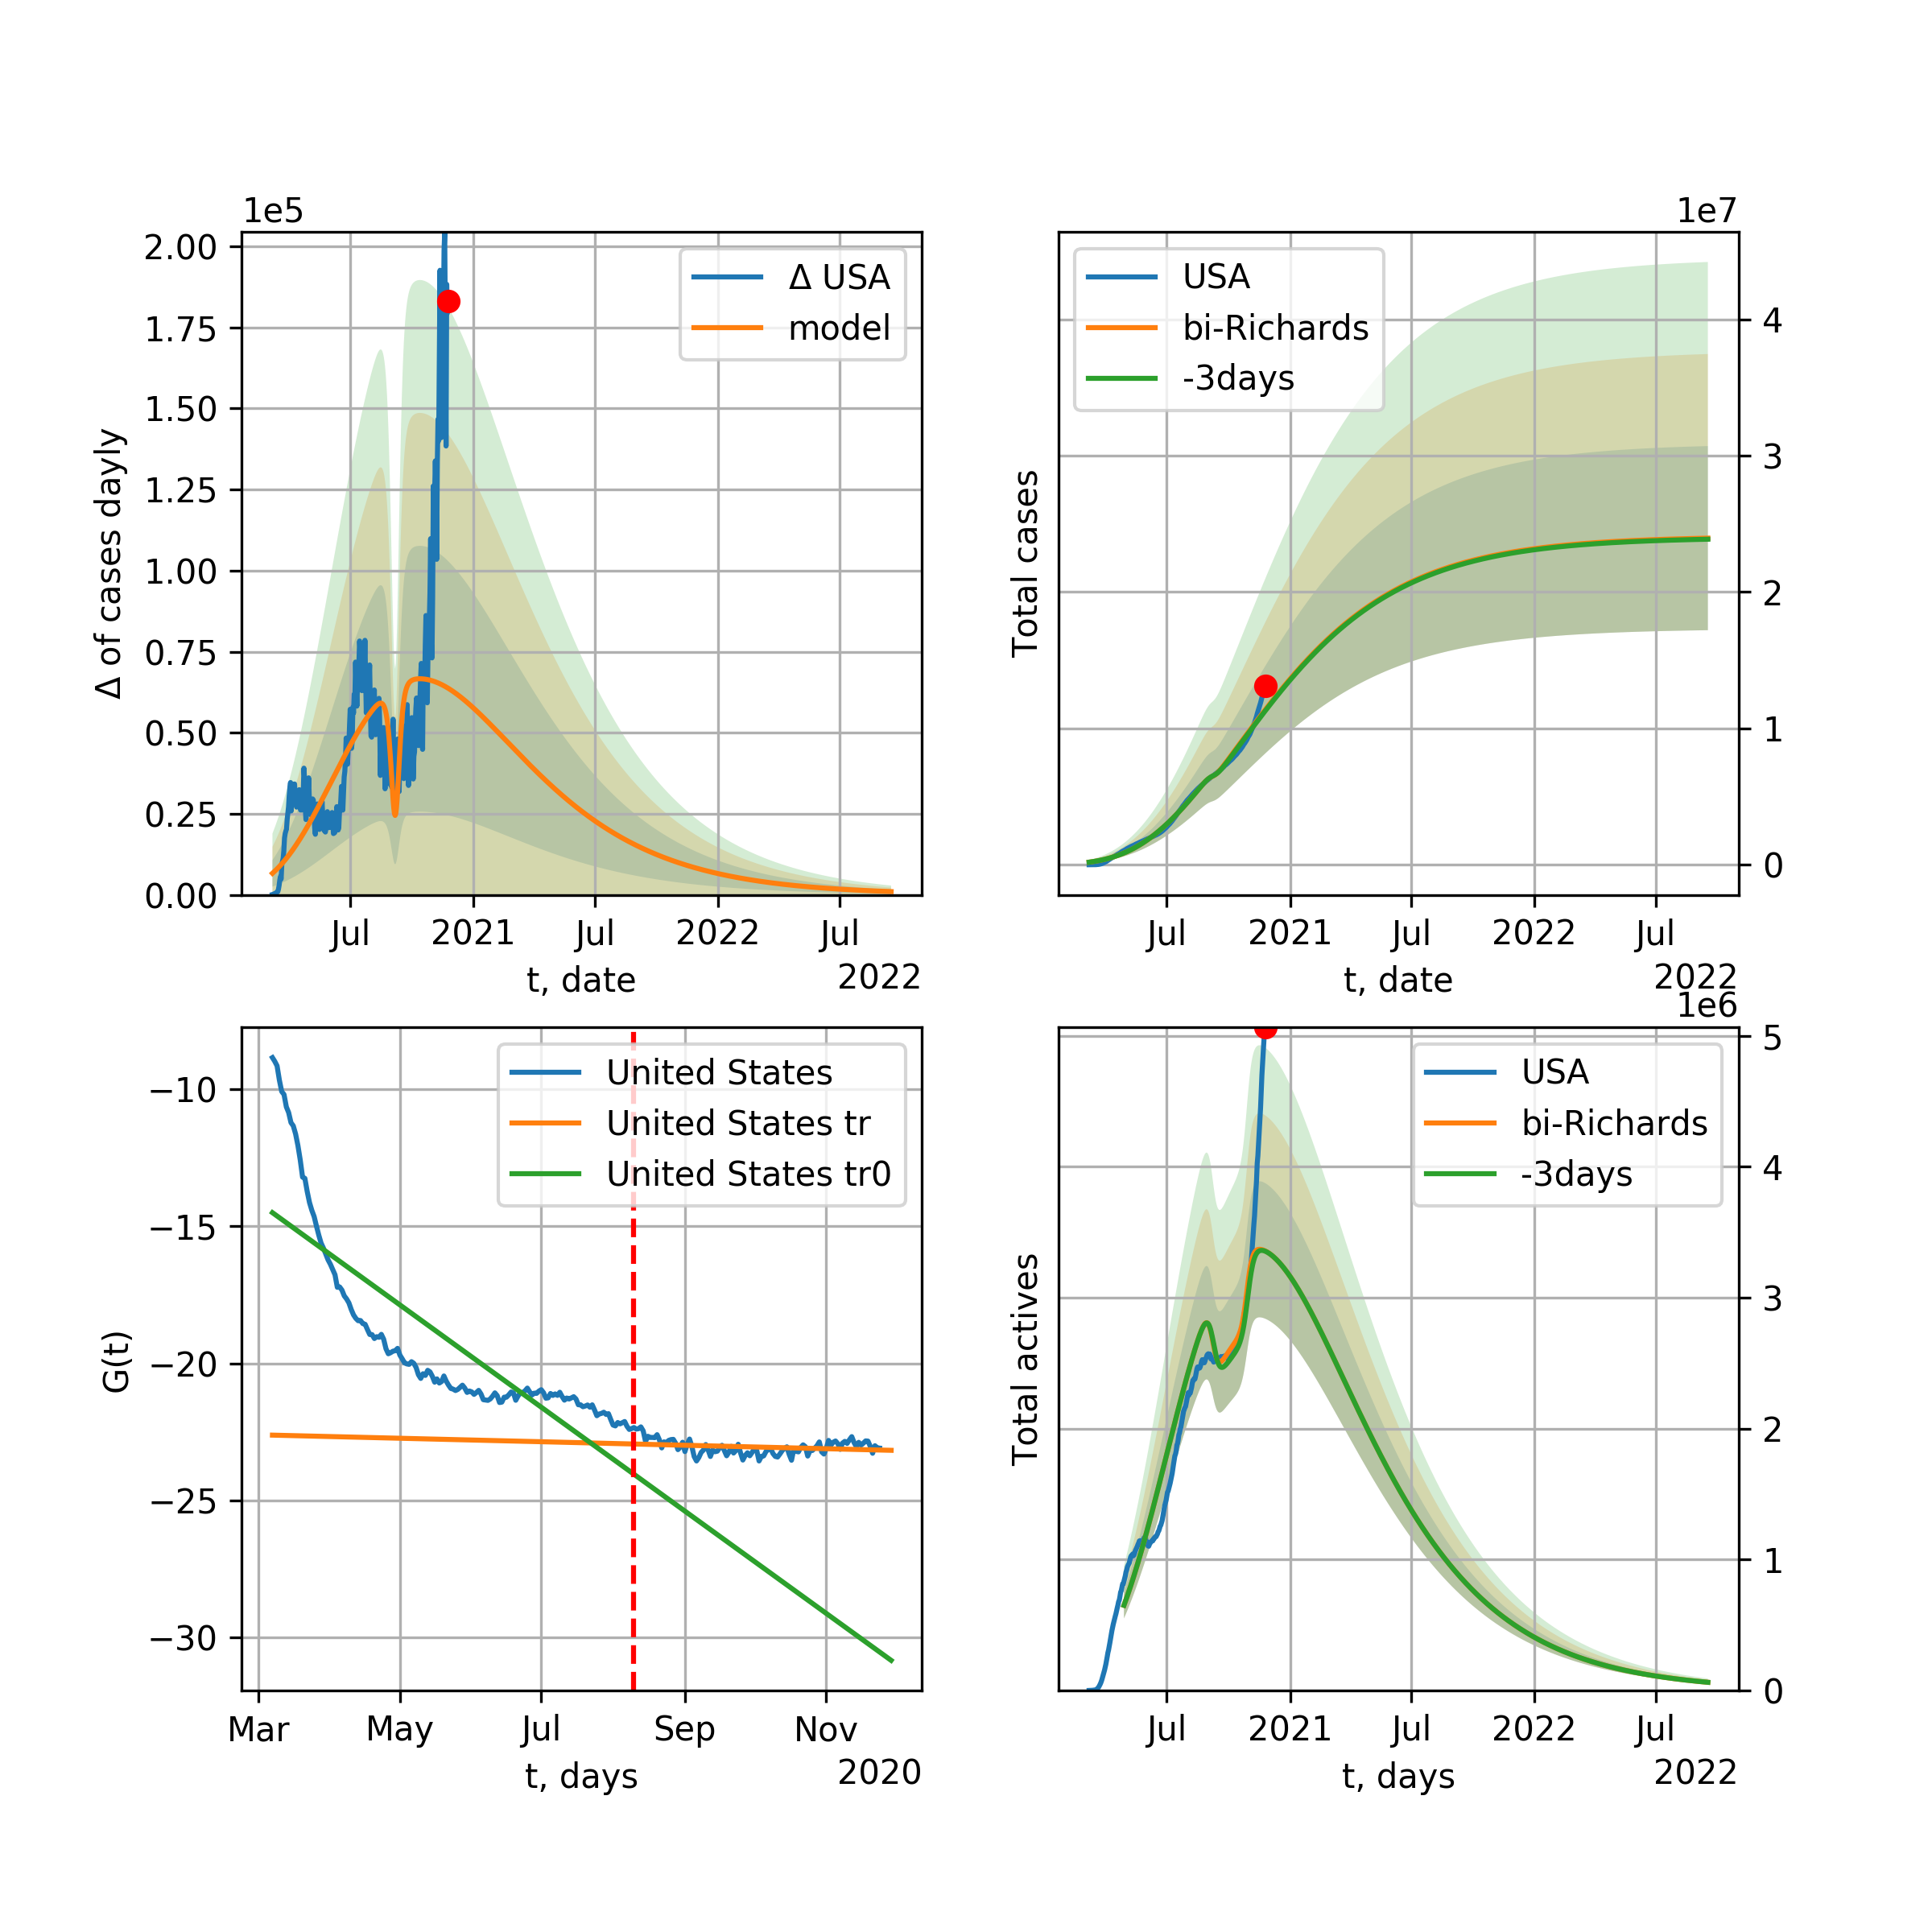 1e5
2.00
1.75
1.50
1.25
1.00
0.75
0.50
0.25
0.00
Δ of cases dayly
Δ USA
model
Jul
2021
Jul
2022
Jul
t, date
2022
1e7
USA
bi-Richards
-3days
Total cases
4
3
2
1
0
Jul
2021
Jul
2022
Jul
t, date
2022
−10
−15
−20
−25
−30
G(t)
United States
United States tr
United States tr0
Mar
May
Jul
Sep
Nov
t, days
2020
1e6
USA
bi-Richards
-3days
Total actives
5
4
3
2
1
0
Jul
2021
Jul
2022
Jul
t, days
2022